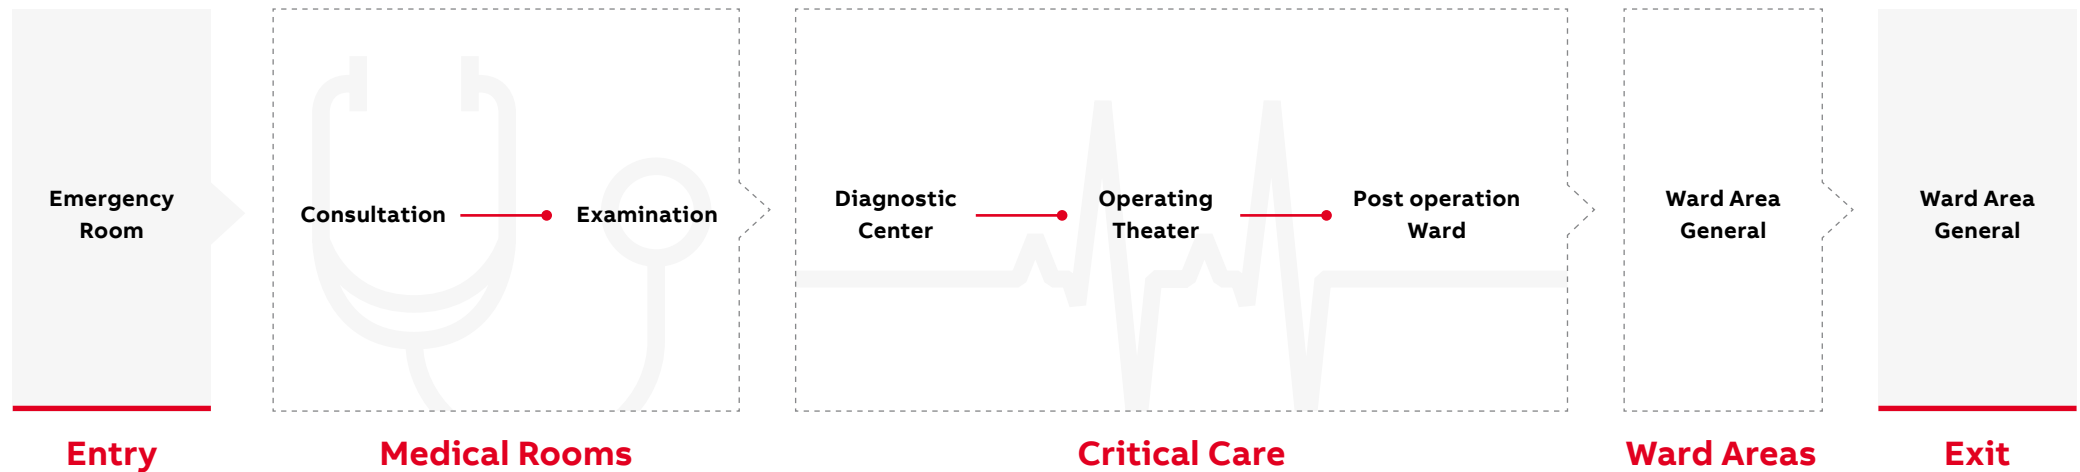 Emergency
Room
Consultation
Examination
Diagnostic
Center
Operating
Theater
Post operation
Ward
Ward Area
General
Ward Area
General
Entry
Medical Rooms
Critical Care
Ward Areas
Exit